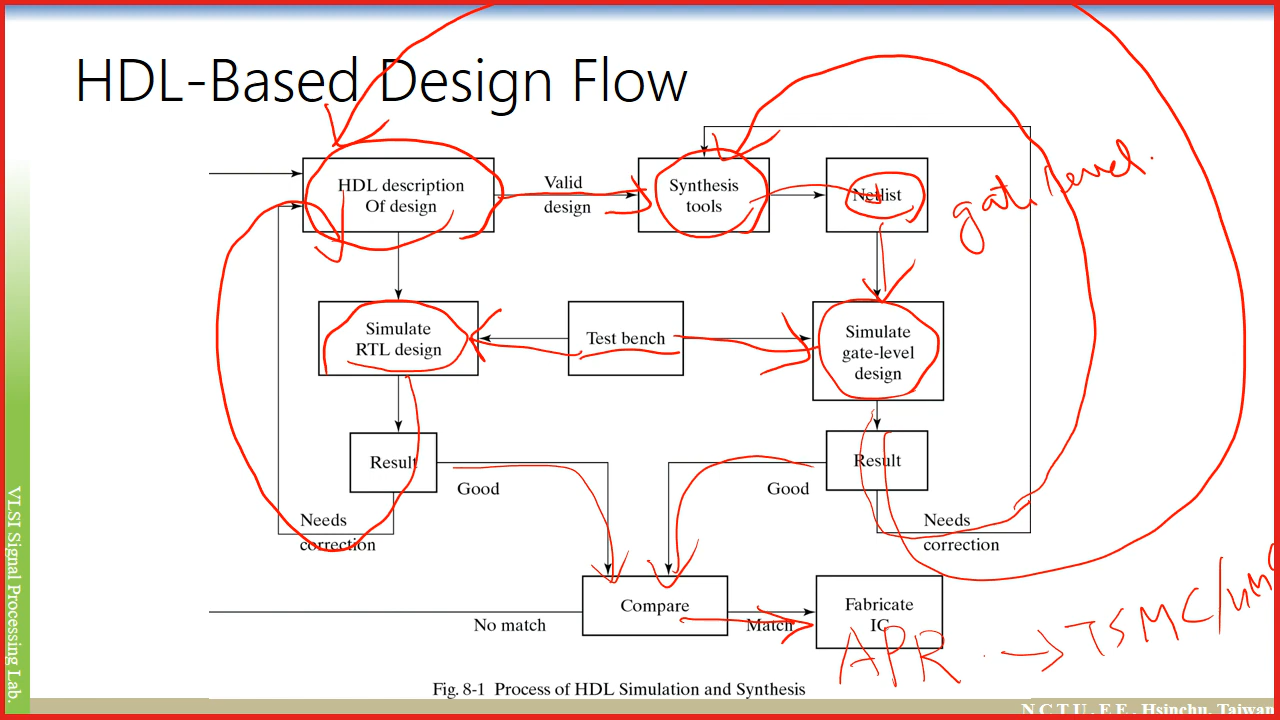 HDL-Based Design Flow
HDL description
Of design
Valid
design
Synthesis
tools
Netlist
gate level.
Simulate
RTL design
Test bench
Simulate
gate-level
design
Result
Good
Needs
correction
Good
Result
Needs
correction
Compare
No match
Match
Fabricate
IC
APR → TSMC/UMC
Fig. 8-1 Process of HDL Simulation and Synthesis
VLSI Signal Processing Lab.
N C T U . E E . Hsinchu, Taiwan